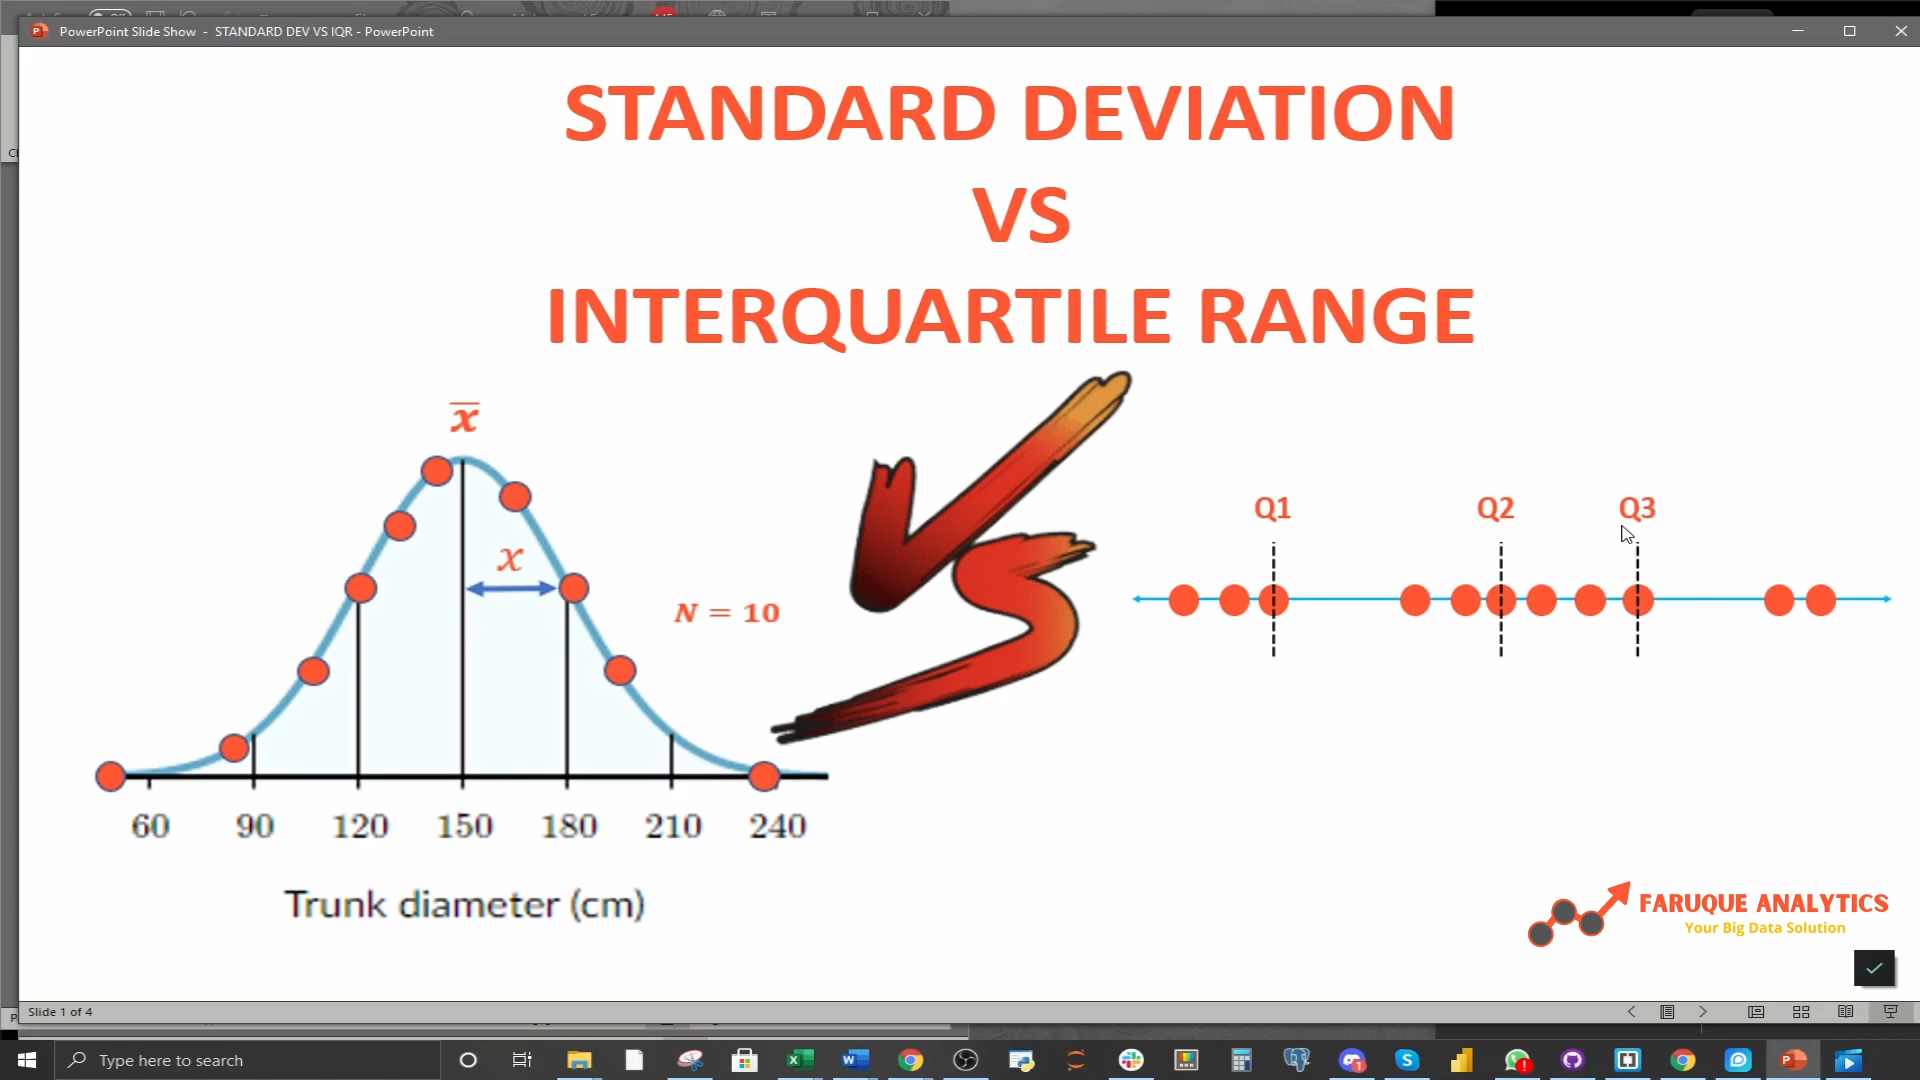 PowerPoint Slide Show - STANDARD DEV VS IQR - PowerPoint
STANDARD DEVIATION
VS
INTERQUARTILE RANGE
x̅
x
N = 10
VS
Q1 Q2 Q3
60 90 120 150 180 210 240
Trunk diameter (cm)
FARUQUE ANALYTICS
Your Big Data Solution
Slide 1 of 4
Type here to search